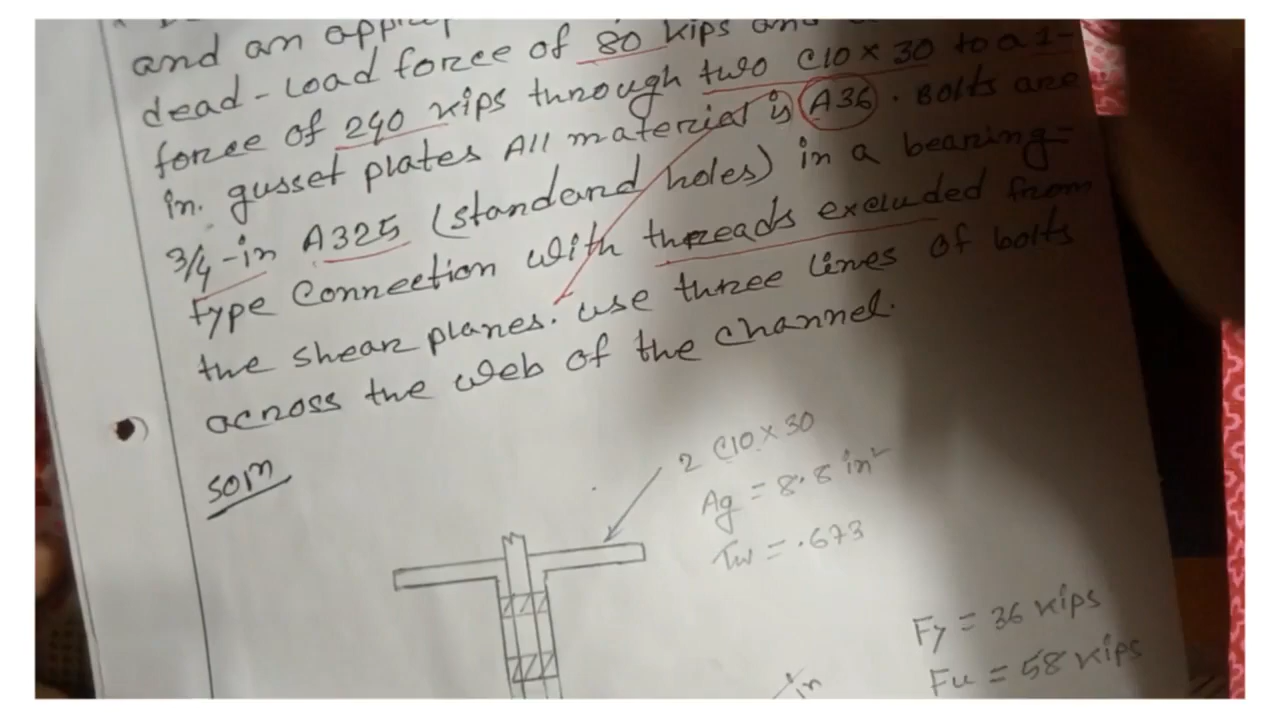 and an
dead-load force of 80 kips and
force of 240 kips through two C10 x 30 to a 1-
in. gusset plates All material is A36. Bolts are
3/4-in A325 (standard holes) in a bearing-
type connection with threads excluded from
the shear planes. use three lines of bolts
across the web of the channel.
Soln
2 C10 x 30
Ag = 8.8 in²
Tw = .673
Fy = 36 kips
Fu = 58 kips
in